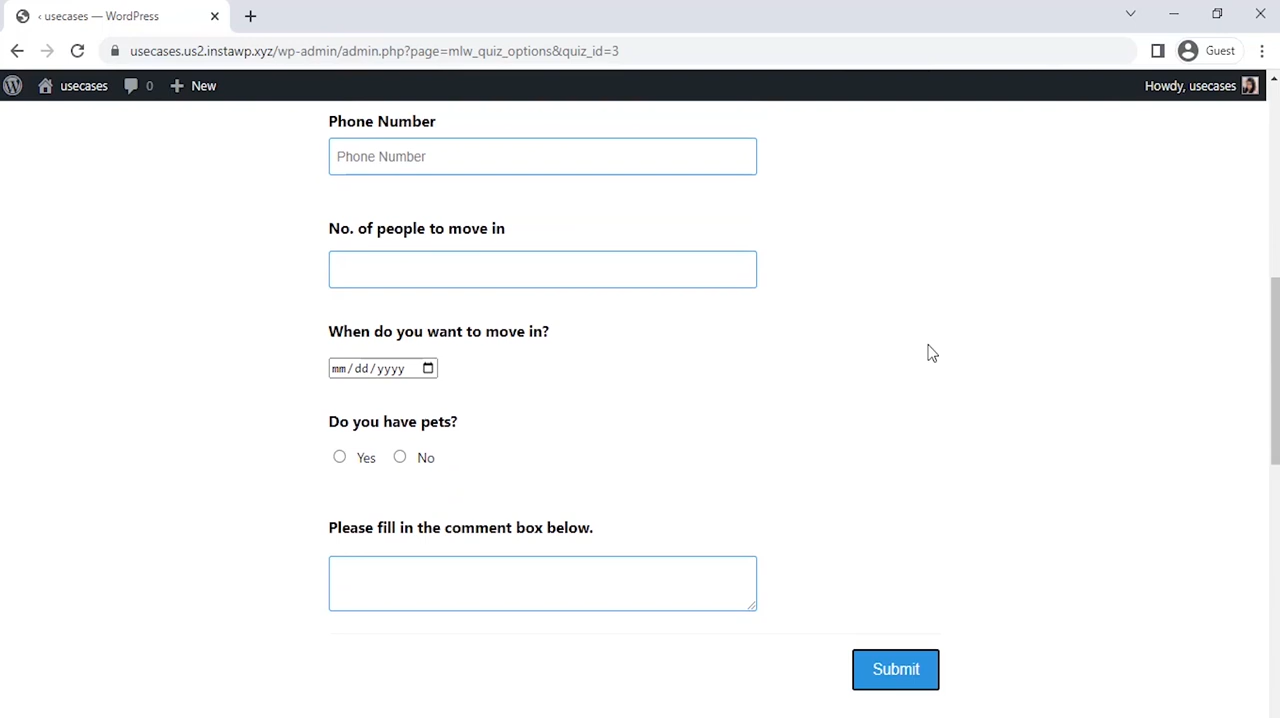 ‹ usecases — WordPress
usecases.us2.instawp.xyz/wp-admin/admin.php?page=mlw_quiz_options&quiz_id=3
Guest
usecases 0 New Howdy, usecases
Phone Number
Phone Number
No. of people to move in
When do you want to move in?
mm/dd/yyyy
Do you have pets?
Yes No
Please fill in the comment box below.
Submit